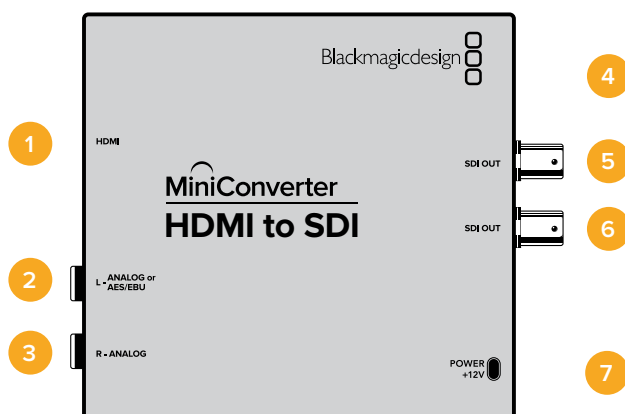 Blackmagicdesign
4
1
HDMI
SDI OUT
5
MiniConverter
HDMI to SDI
SDI OUT
6
2
L - ANALOG or
AES/EBU
3
R - ANALOG
POWER
+12V
7